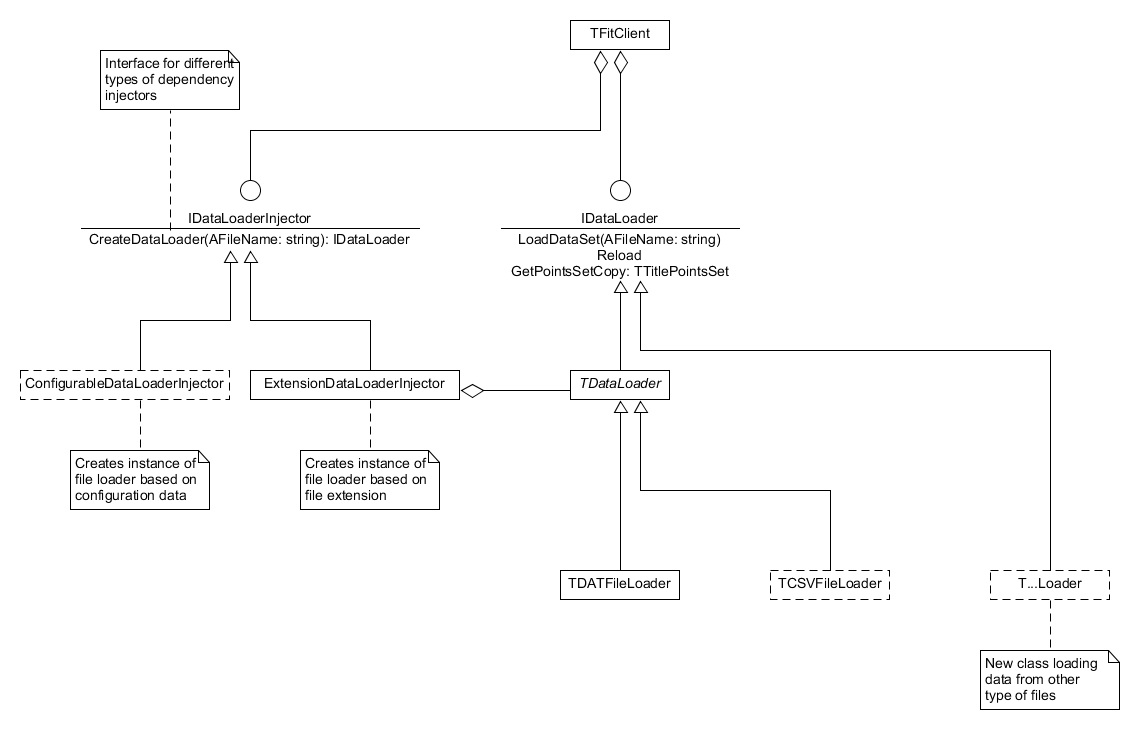 TFitClient
Interface for different
types of dependency
injectors
IDataLoaderInjector
CreateDataLoader(AFileName: string): IDataLoader
IDataLoader
LoadDataSet(AFileName: string)
Reload
GetPointsSetCopy: TTitlePointsSet
ConfigurableDataLoaderInjector
ExtensionDataLoaderInjector
TDataLoader
Creates instance of
file loader based on
configuration data
Creates instance of
file loader based on
file extension
TDATFileLoader
TCSVFileLoader
T...Loader
New class loading
data from other
type of files